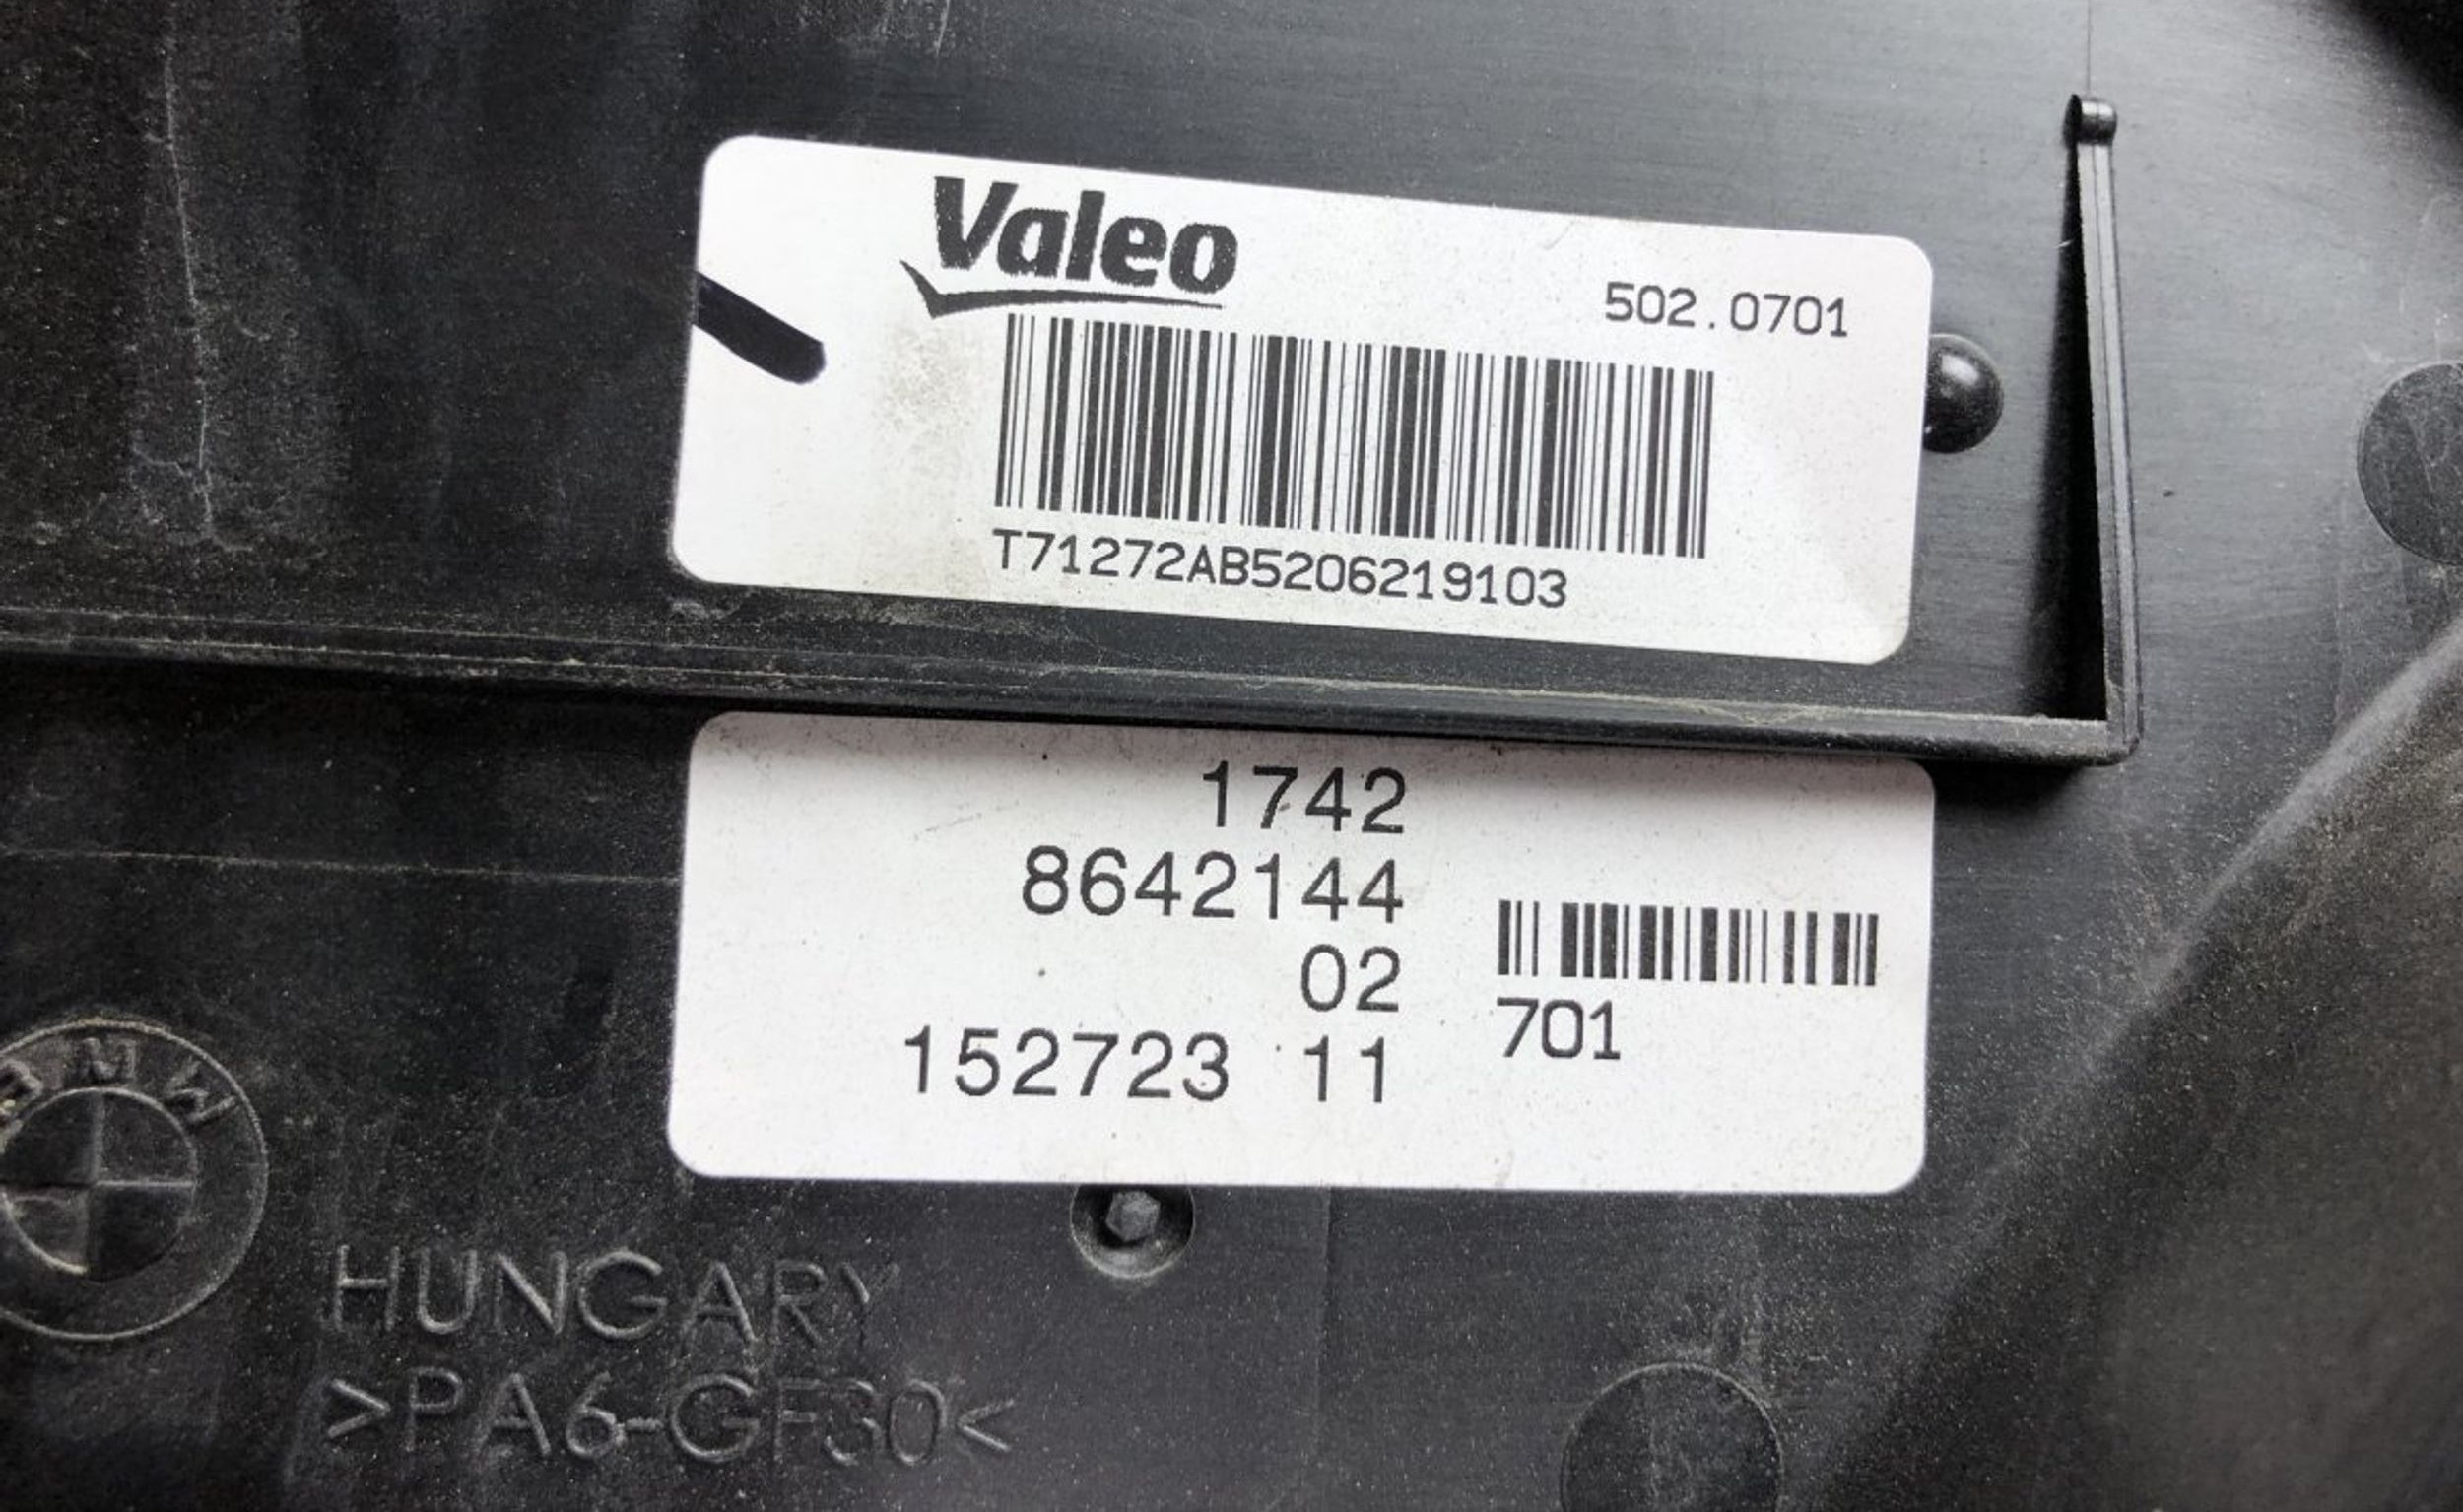 Valeo
502.0701
T71272AB5206219103
1742
8642144
02
701
152723 11
BMW
HUNGARY
>PA6-GF30<